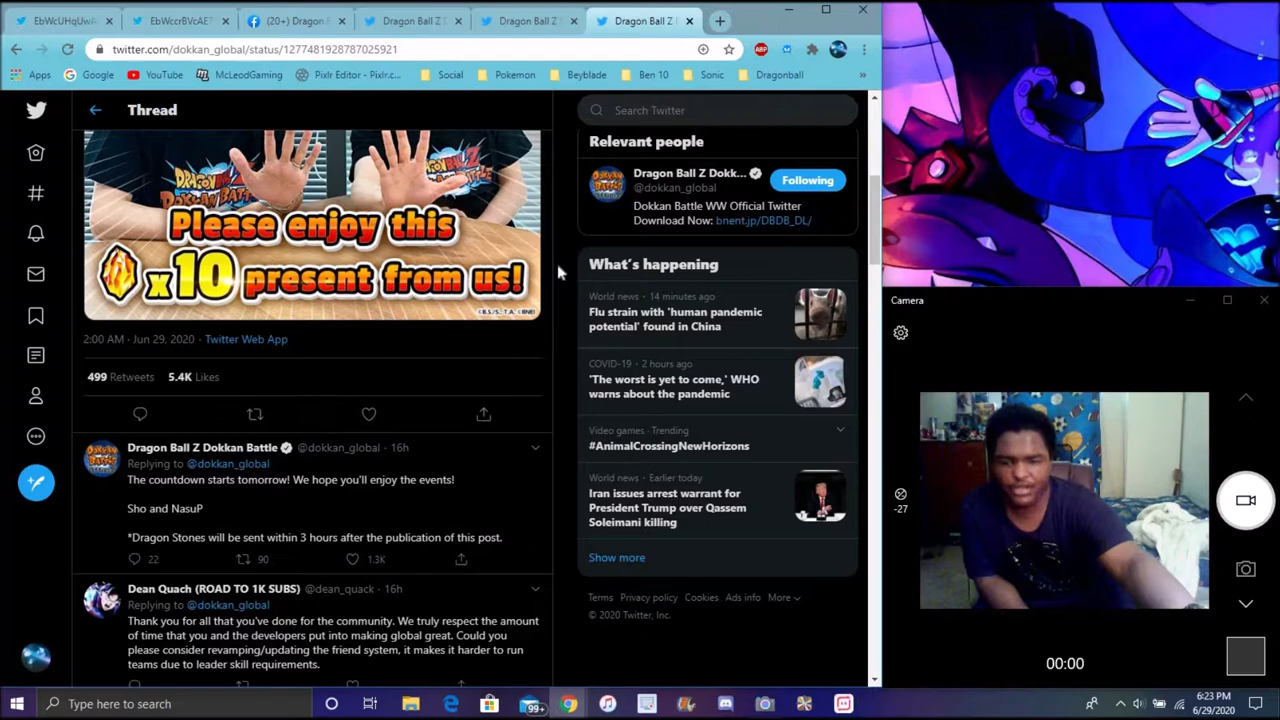 EbWcUHqUwA
EbWccrBVcAE?
(20+) Dragon B
Dragon Ball Z D
Dragon Ball Z
Dragon Ball Z
twitter.com/dokkan_global/status/1277481928787025921
ABP
Apps
Google
YouTube
McLeodGaming
Pixlr Editor - Pixlr.c...
Social
Pokemon
Beyblade
Ben 10
Sonic
Dragonball
»
Thread
Search Twitter
DRAGON BALL Z
DOKKAN BATTLE
Please enjoy this
x10 present from us!
©B.S./S., T.A. ©BNEI
2:00 AM · Jun 29, 2020 · Twitter Web App
499 Retweets 5.4K Likes
Dragon Ball Z Dokkan Battle @dokkan_global · 16h
Replying to @dokkan_global
The countdown starts tomorrow! We hope you'll enjoy the events!
Sho and NasuP
*Dragon Stones will be sent within 3 hours after the publication of this post.
22 90 1.3K
Dean Quach (ROAD TO 1K SUBS) @dean_quack · 16h
Replying to @dokkan_global
Thank you for all that you've done for the community. We truly respect the amount
of time that you and the developers put into making global great. Could you
please consider revamping/updating the friend system, it makes it harder to run
teams due to leader skill requirements.
Relevant people
Dragon Ball Z Dokk...
@dokkan_global
Following
Dokkan Battle WW Official Twitter
Download Now: bnent.jp/DBDB_DL/
What's happening
World news · 14 minutes ago
Flu strain with 'human pandemic
potential' found in China
COVID-19 · 2 hours ago
'The worst is yet to come,' WHO
warns about the pandemic
Video games · Trending
#AnimalCrossingNewHorizons
World news · Earlier today
Iran issues arrest warrant for
President Trump over Qassem
Soleimani killing
Show more
Terms Privacy policy Cookies Ads info More
© 2020 Twitter, Inc.
Camera
-27
00:00
Type here to search
99+
6:23 PM
6/29/2020